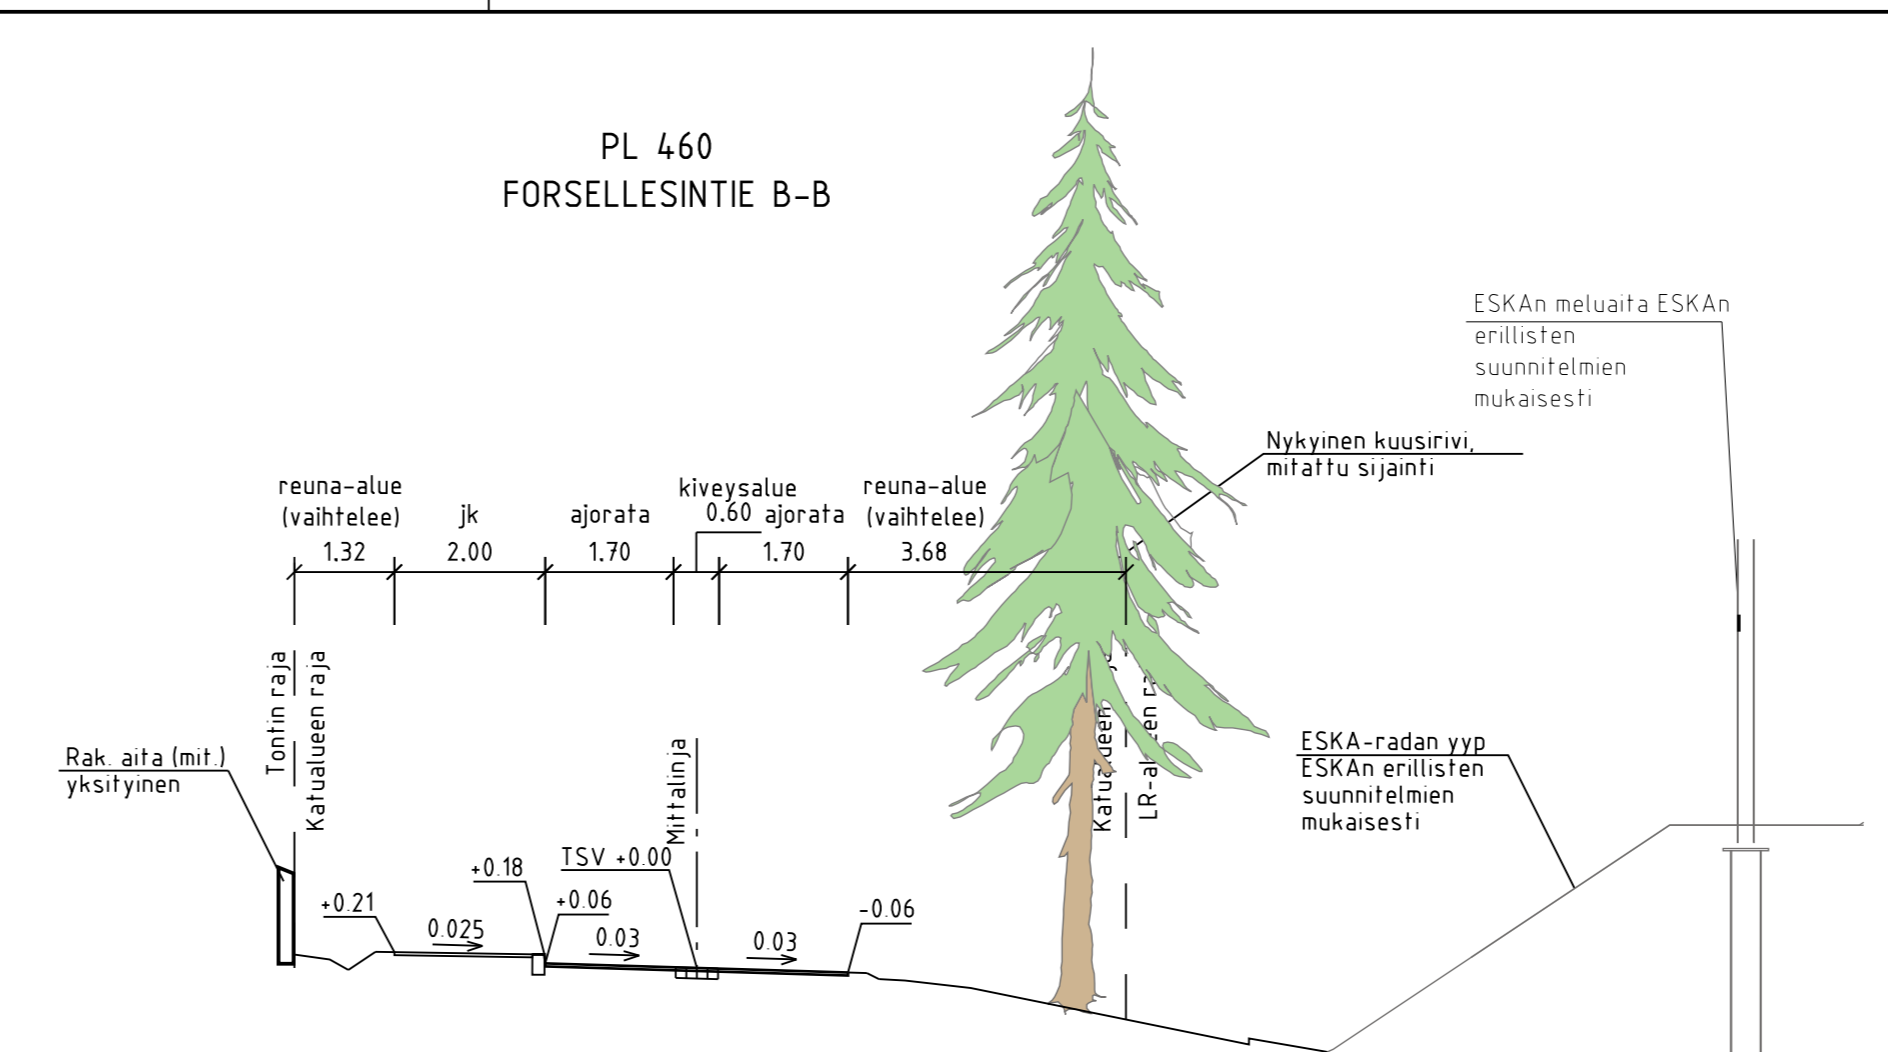 PL 460
FORSELLESINTIE B-B
ESKAn meluaita ESKAn
erillisten
suunnitelmien
mukaisesti
Nykyinen kuusirivi,
mitattu sijainti
reuna-alue
(vaihtelee)
1.32
jk
2.00
ajorata
1.70
kiveysalue
0.60
ajorata
1.70
reuna-alue
(vaihtelee)
3.68
Tontin raja
Katualueen raja
Mittalinja
Katualueen
LR-alueen
Rak. aita (mit.)
yksityinen
ESKA-radan yyp
ESKAn erillisten
suunnitelmien
mukaisesti
+0.21
0.025
+0.18
+0.06
TSV +0.00
0.03
0.03
-0.06